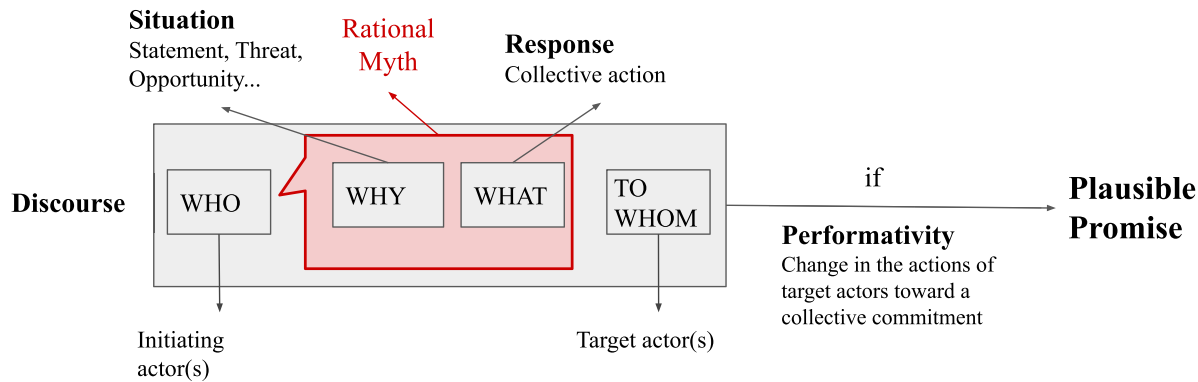 Situation
Statement, Threat,
Opportunity...
Rational
Myth
Response
Collective action
Discourse
WHO
WHY
WHAT
TO
WHOM
if
Plausible
Promise
Performativity
Change in the actions of
target actors toward a
collective commitment
Initiating
actor(s)
Target actor(s)